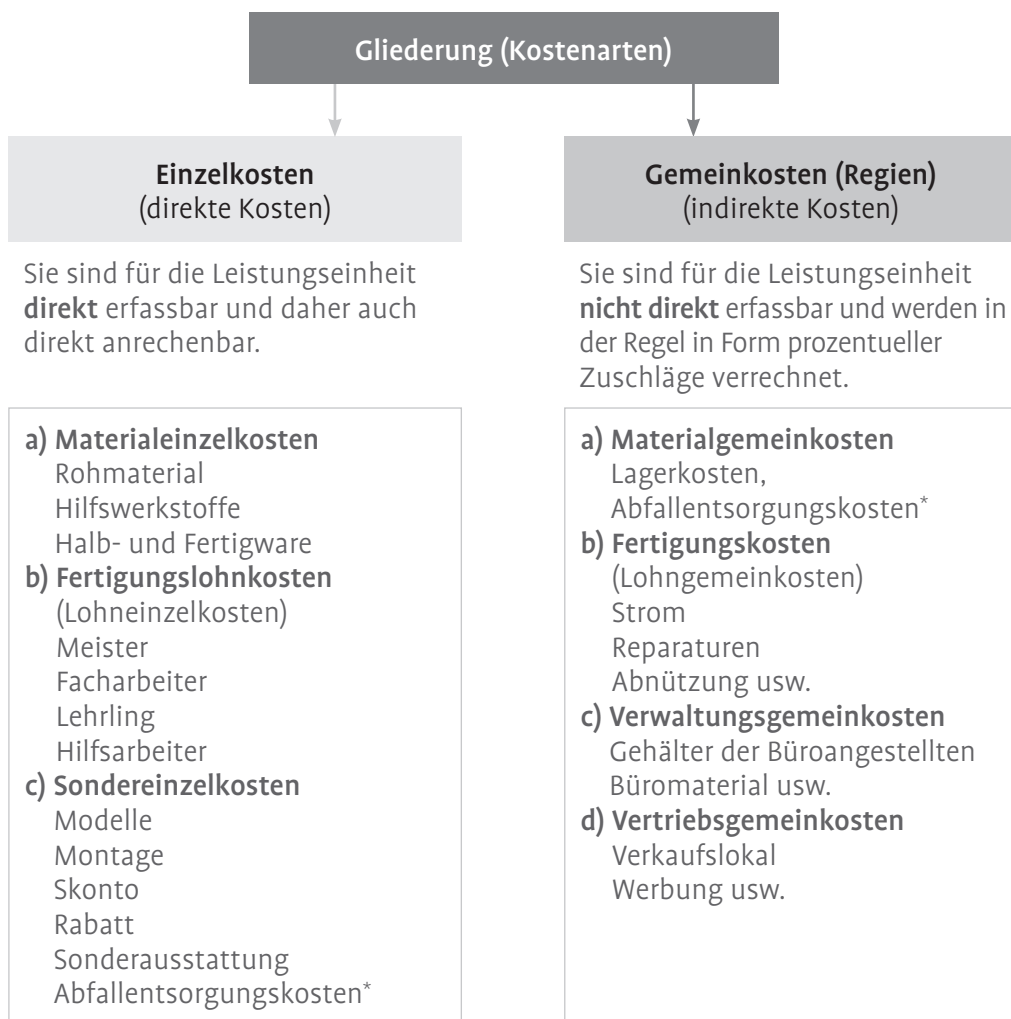 Gliederung (Kostenarten)
Einzelkosten
(direkte Kosten)
Sie sind für die Leistungseinheit
direkt erfassbar und daher auch
direkt anrechenbar.
a) Materialeinzelkosten
Rohmaterial
Hilfswerkstoffe
Halb- und Fertigware
b) Fertigungslohnkosten
(Lohneinzelkosten)
Meister
Facharbeiter
Lehrling
Hilfsarbeiter
c) Sondereinzelkosten
Modelle
Montage
Skonto
Rabatt
Sonderausstattung
Abfallentsorgungskosten*
Gemeinkosten (Regien)
(indirekte Kosten)
Sie sind für die Leistungseinheit
nicht direkt erfassbar und werden in
der Regel in Form prozentueller
Zuschläge verrechnet.
a) Materialgemeinkosten
Lagerkosten,
Abfallentsorgungskosten*
b) Fertigungskosten
(Lohngemeinkosten)
Strom
Reparaturen
Abnützung usw.
c) Verwaltungsgemeinkosten
Gehälter der Büroangestellten
Büromaterial usw.
d) Vertriebsgemeinkosten
Verkaufslokal
Werbung usw.